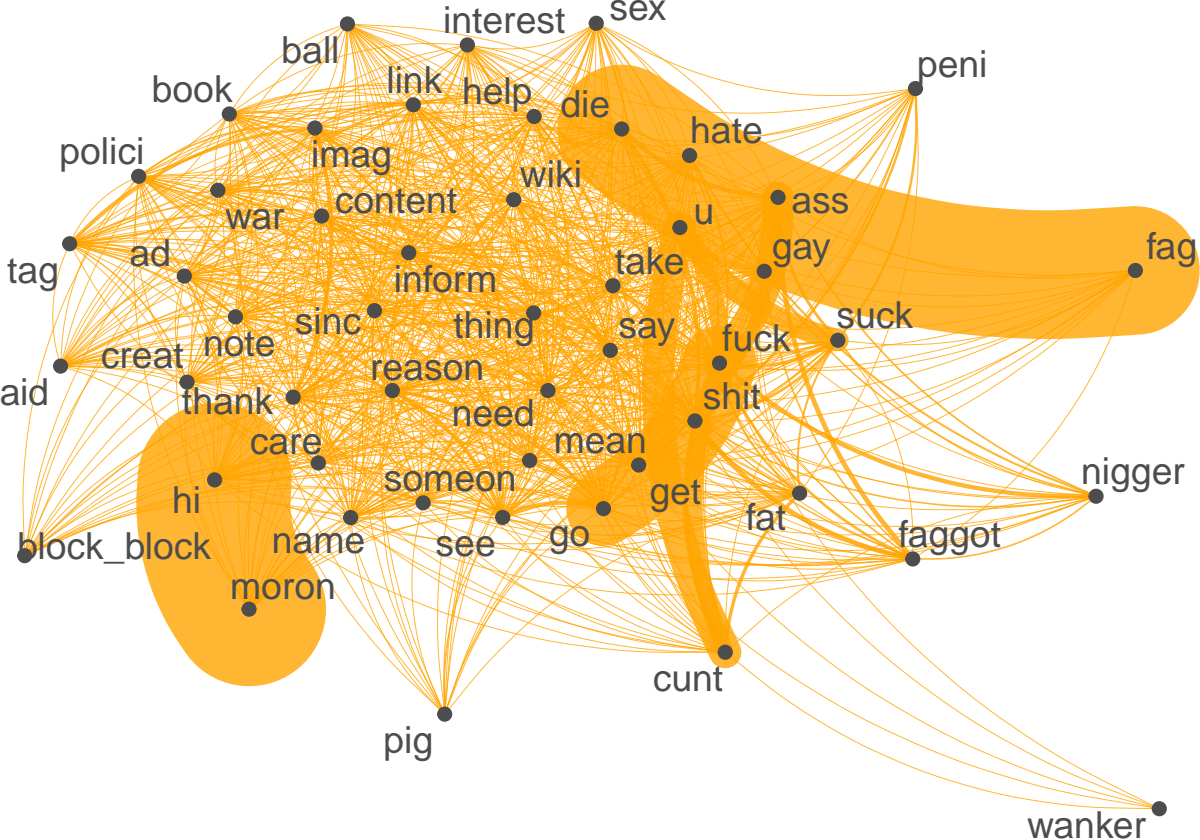 sex
interest
ball
peni
link
help
book
die
hate
imag
polici
wiki
content
war
u
ass
ad
tag
inform
take
gay
fag
sinc
thing
say
suck
note
creat
fuck
reason
aid
thank
need
shit
care
mean
someon
nigger
hi
get
fat
go
name
see
faggot
block_block
moron
cunt
pig
wanker